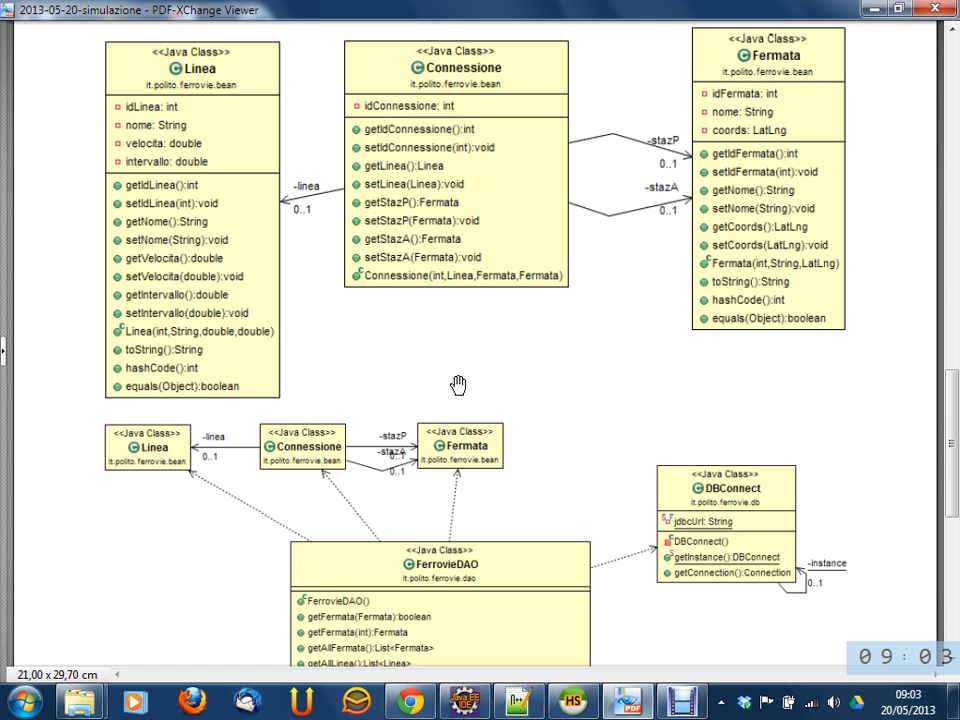 2013-05-20-simulazione - PDF-XChange Viewer
<<Java Class>>
Linea
it.polito.ferrovie.bean
idLinea: int
nome: String
velocita: double
intervallo: double
getIdLinea():int
setIdLinea(int):void
getNome():String
setNome(String):void
getVelocita():double
setVelocita(double):void
getIntervallo():double
setIntervallo(double):void
Linea(int,String,double,double)
toString():String
hashCode():int
equals(Object):boolean
-linea
0..1
<<Java Class>>
Connessione
it.polito.ferrovie.bean
idConnessione: int
getIdConnessione():int
setIdConnessione(int):void
getLinea():Linea
setLinea(Linea):void
getStazP():Fermata
setStazP(Fermata):void
getStazA():Fermata
setStazA(Fermata):void
Connessione(int,Linea,Fermata,Fermata)
-stazP
0..1
-stazA
0..1
<<Java Class>>
Fermata
it.polito.ferrovie.bean
idFermata: int
nome: String
coords: LatLng
getIdFermata():int
setIdFermata(int):void
getNome():String
setNome(String):void
getCoords():LatLng
setCoords(LatLng):void
Fermata(int,String,LatLng)
toString():String
hashCode():int
equals(Object):boolean
<<Java Class>>
Linea
it.polito.ferrovie.bean
-linea
0..1
<<Java Class>>
Connessione
it.polito.ferrovie.bean
-stazP
0..1
-stazA
0..1
<<Java Class>>
Fermata
it.polito.ferrovie.bean
<<Java Class>>
DBConnect
it.polito.ferrovie.db
jdbcUrl: String
DBConnect()
getInstance():DBConnect
getConnection():Connection
-instance
0..1
<<Java Class>>
FerrovieDAO
it.polito.ferrovie.dao
FerrovieDAO()
getFermata(Fermata):boolean
getFermata(int):Fermata
getAllFermata():List<Fermata>
getAllLinea():List<Linea>
09:03
21,00 x 29,70 cm
Java EE
IDE
HS
PDF
09:03
20/05/2013